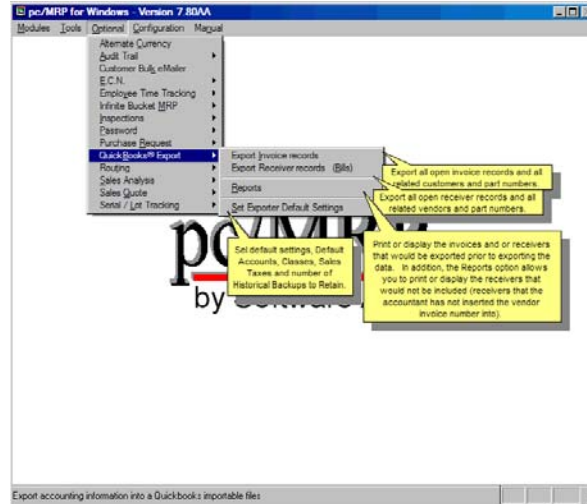 pc/MRP for Windows - Version 7.80AA
Modules Tools Optional Configuration Manual
Alternate Currency
Audit Trail
Customer Bulk eMailer
E.C.N.
Employee Time Tracking
Infinite Bucket MRP
Inspections
Password
Purchase Request
QuickBooks® Export
Routing
Sales Analysis
Sales Quote
Serial / Lot Tracking
Export Invoice records
Export Receiver records (Bills)
Reports
Set Exporter Default Settings
Export all open invoice records and all
related customers and part numbers.
Export all open receiver records and all
related vendors and part numbers.
Print or display the invoices and or receivers
that would be exported prior to exporting the
data. In addition, the Reports option allows
you to print or display the receivers that
would not be included (receivers that the
accountant has not inserted the vendor
invoice number into).
Set default settings, Default
Accounts, Classes, Sales
Taxes and number of
Historical Backups to Retain.
pc/MRP
by Software
Export accounting information into a Quickbooks importable files